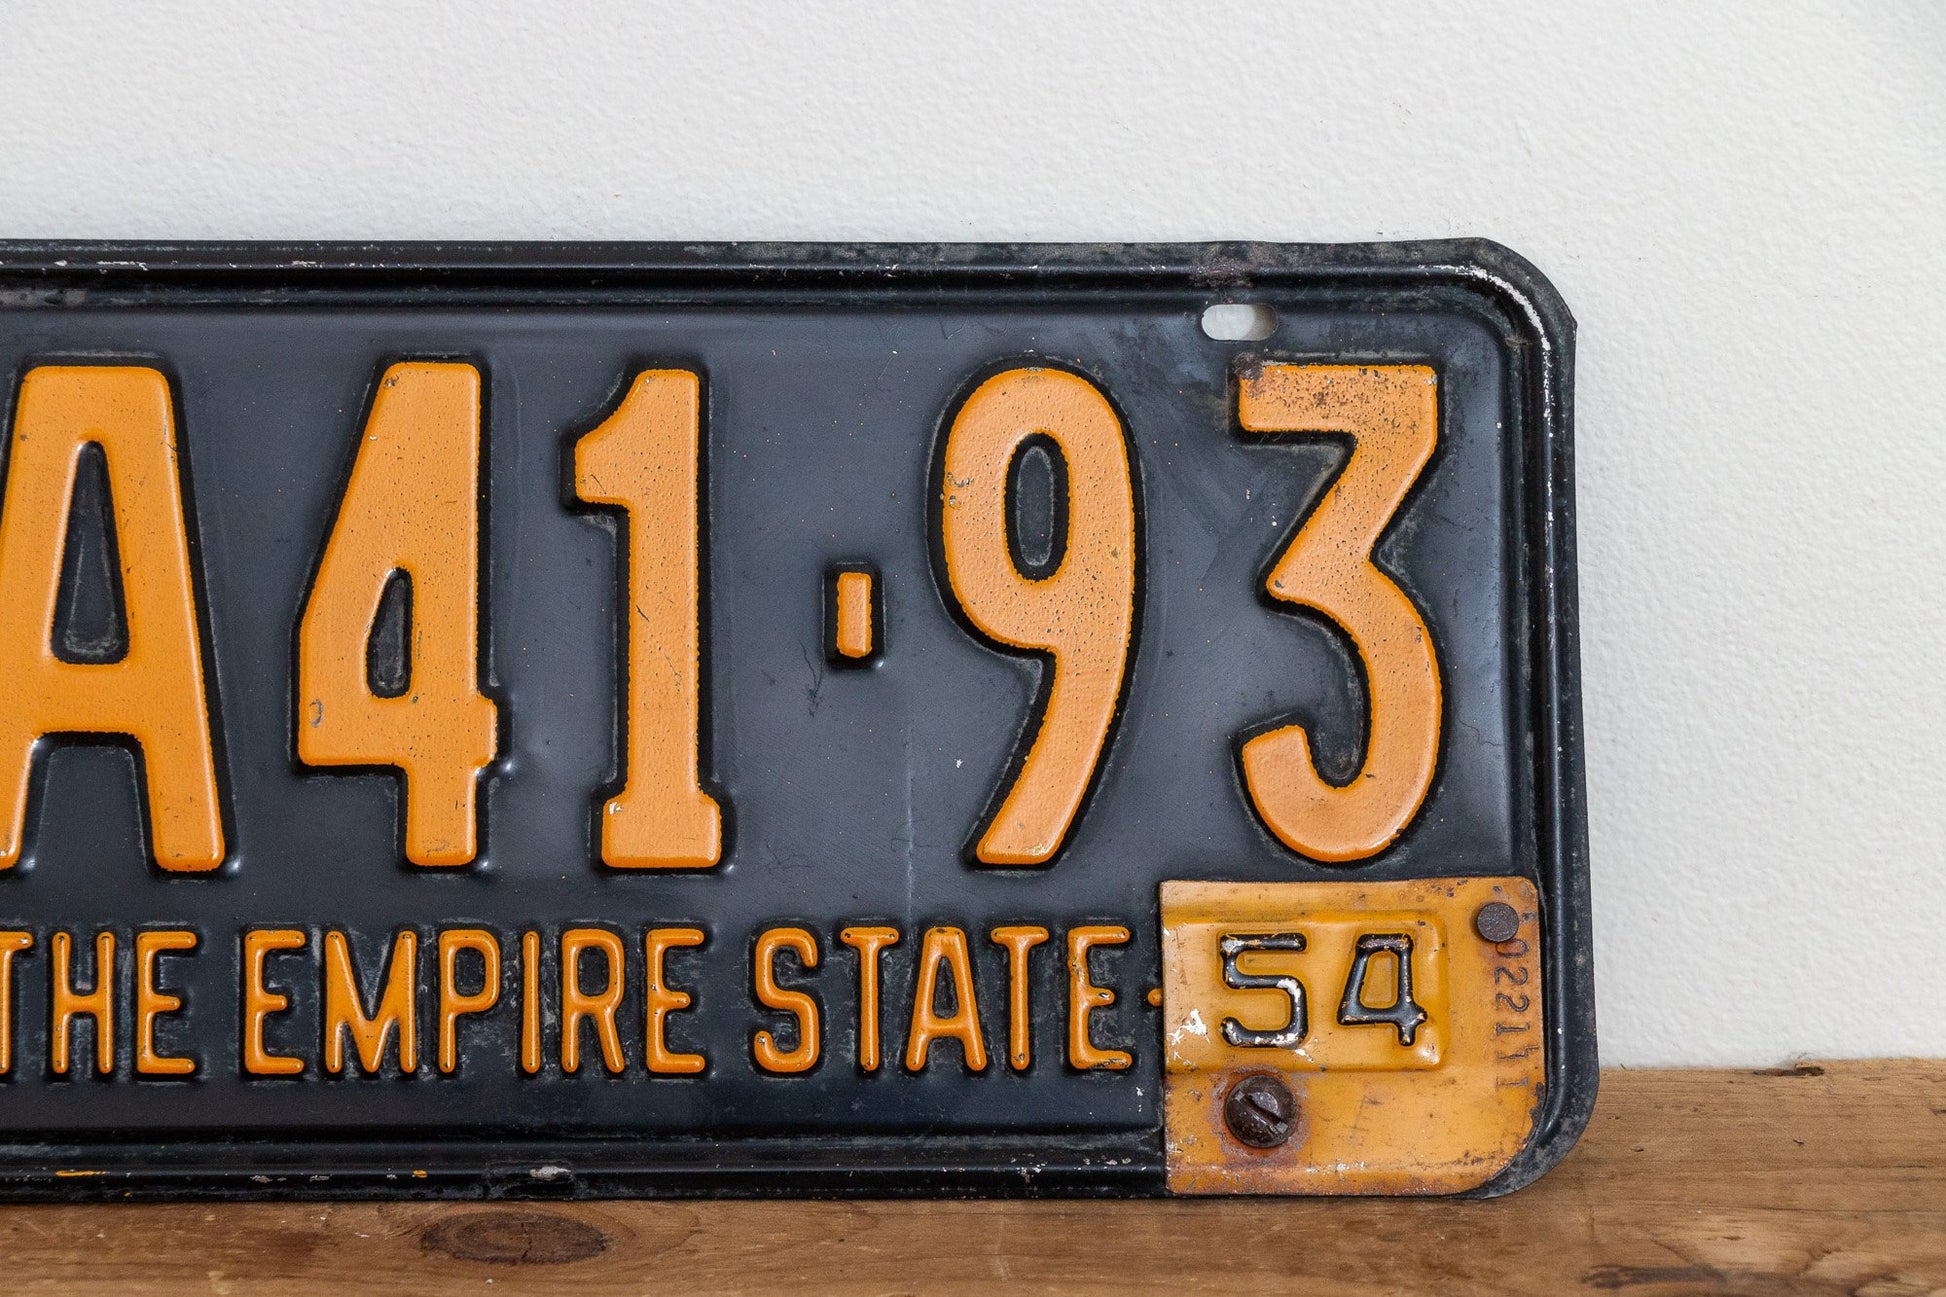 A41·93
THE EMPIRE STATE
54